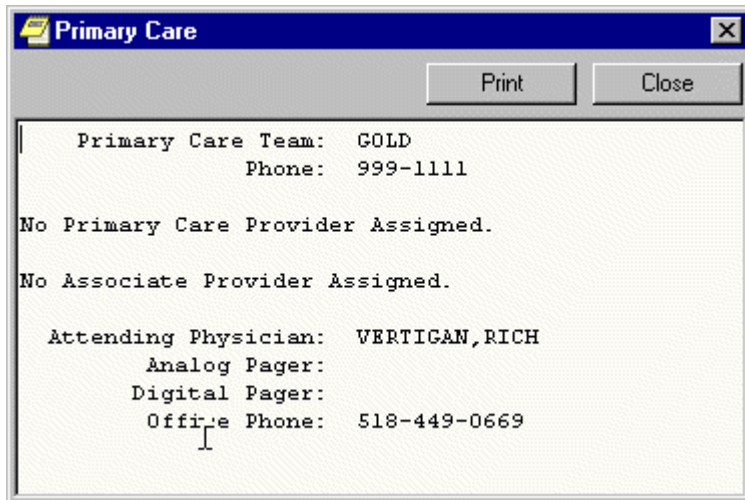 Primary Care
Print Close
Primary Care Team: GOLD
Phone: 999-1111
No Primary Care Provider Assigned.
No Associate Provider Assigned.
Attending Physician: VERTIGAN,RICH
Analog Pager:
Digital Pager:
Office Phone: 518-449-0669